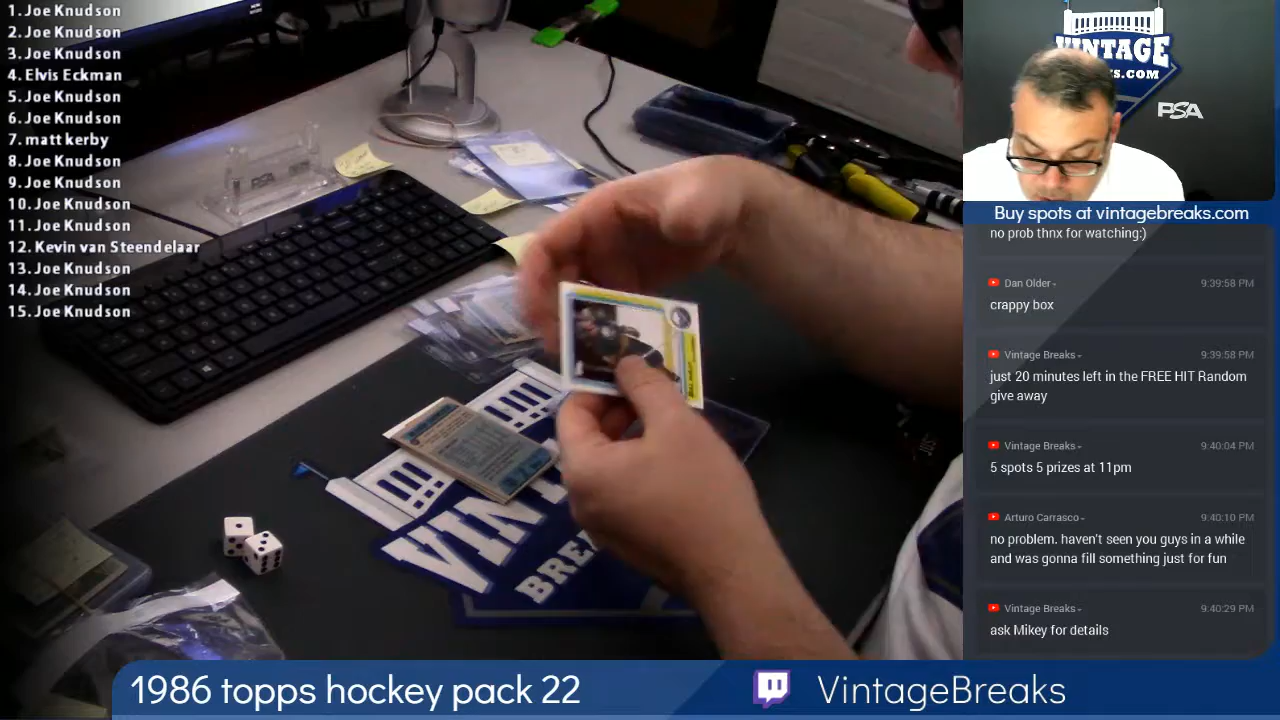 1. Joe Knudson
2. Joe Knudson
3. Joe Knudson
4. Elvis Eckman
5. Joe Knudson
6. Joe Knudson
7. matt kerby
8. Joe Knudson
9. Joe Knudson
10. Joe Knudson
11. Joe Knudson
12. Kevin van Steendelaar
13. Joe Knudson
14. Joe Knudson
15. Joe Knudson
VINTAGE
KS.COM
PSA
Buy spots at vintagebreaks.com
no prob thnx for watching:)
Dan Older 9:39:58 PM
crappy box
Vintage Breaks 9:39:58 PM
just 20 minutes left in the FREE HIT Random
give away
Vintage Breaks 9:40:04 PM
5 spots 5 prizes at 11pm
Arturo Carrasco 9:40:10 PM
no problem. haven't seen you guys in a while
and was gonna fill something just for fun
Vintage Breaks 9:40:29 PM
ask Mikey for details
PSA
VIN
BREA
1986 topps hockey pack 22
VintageBreaks